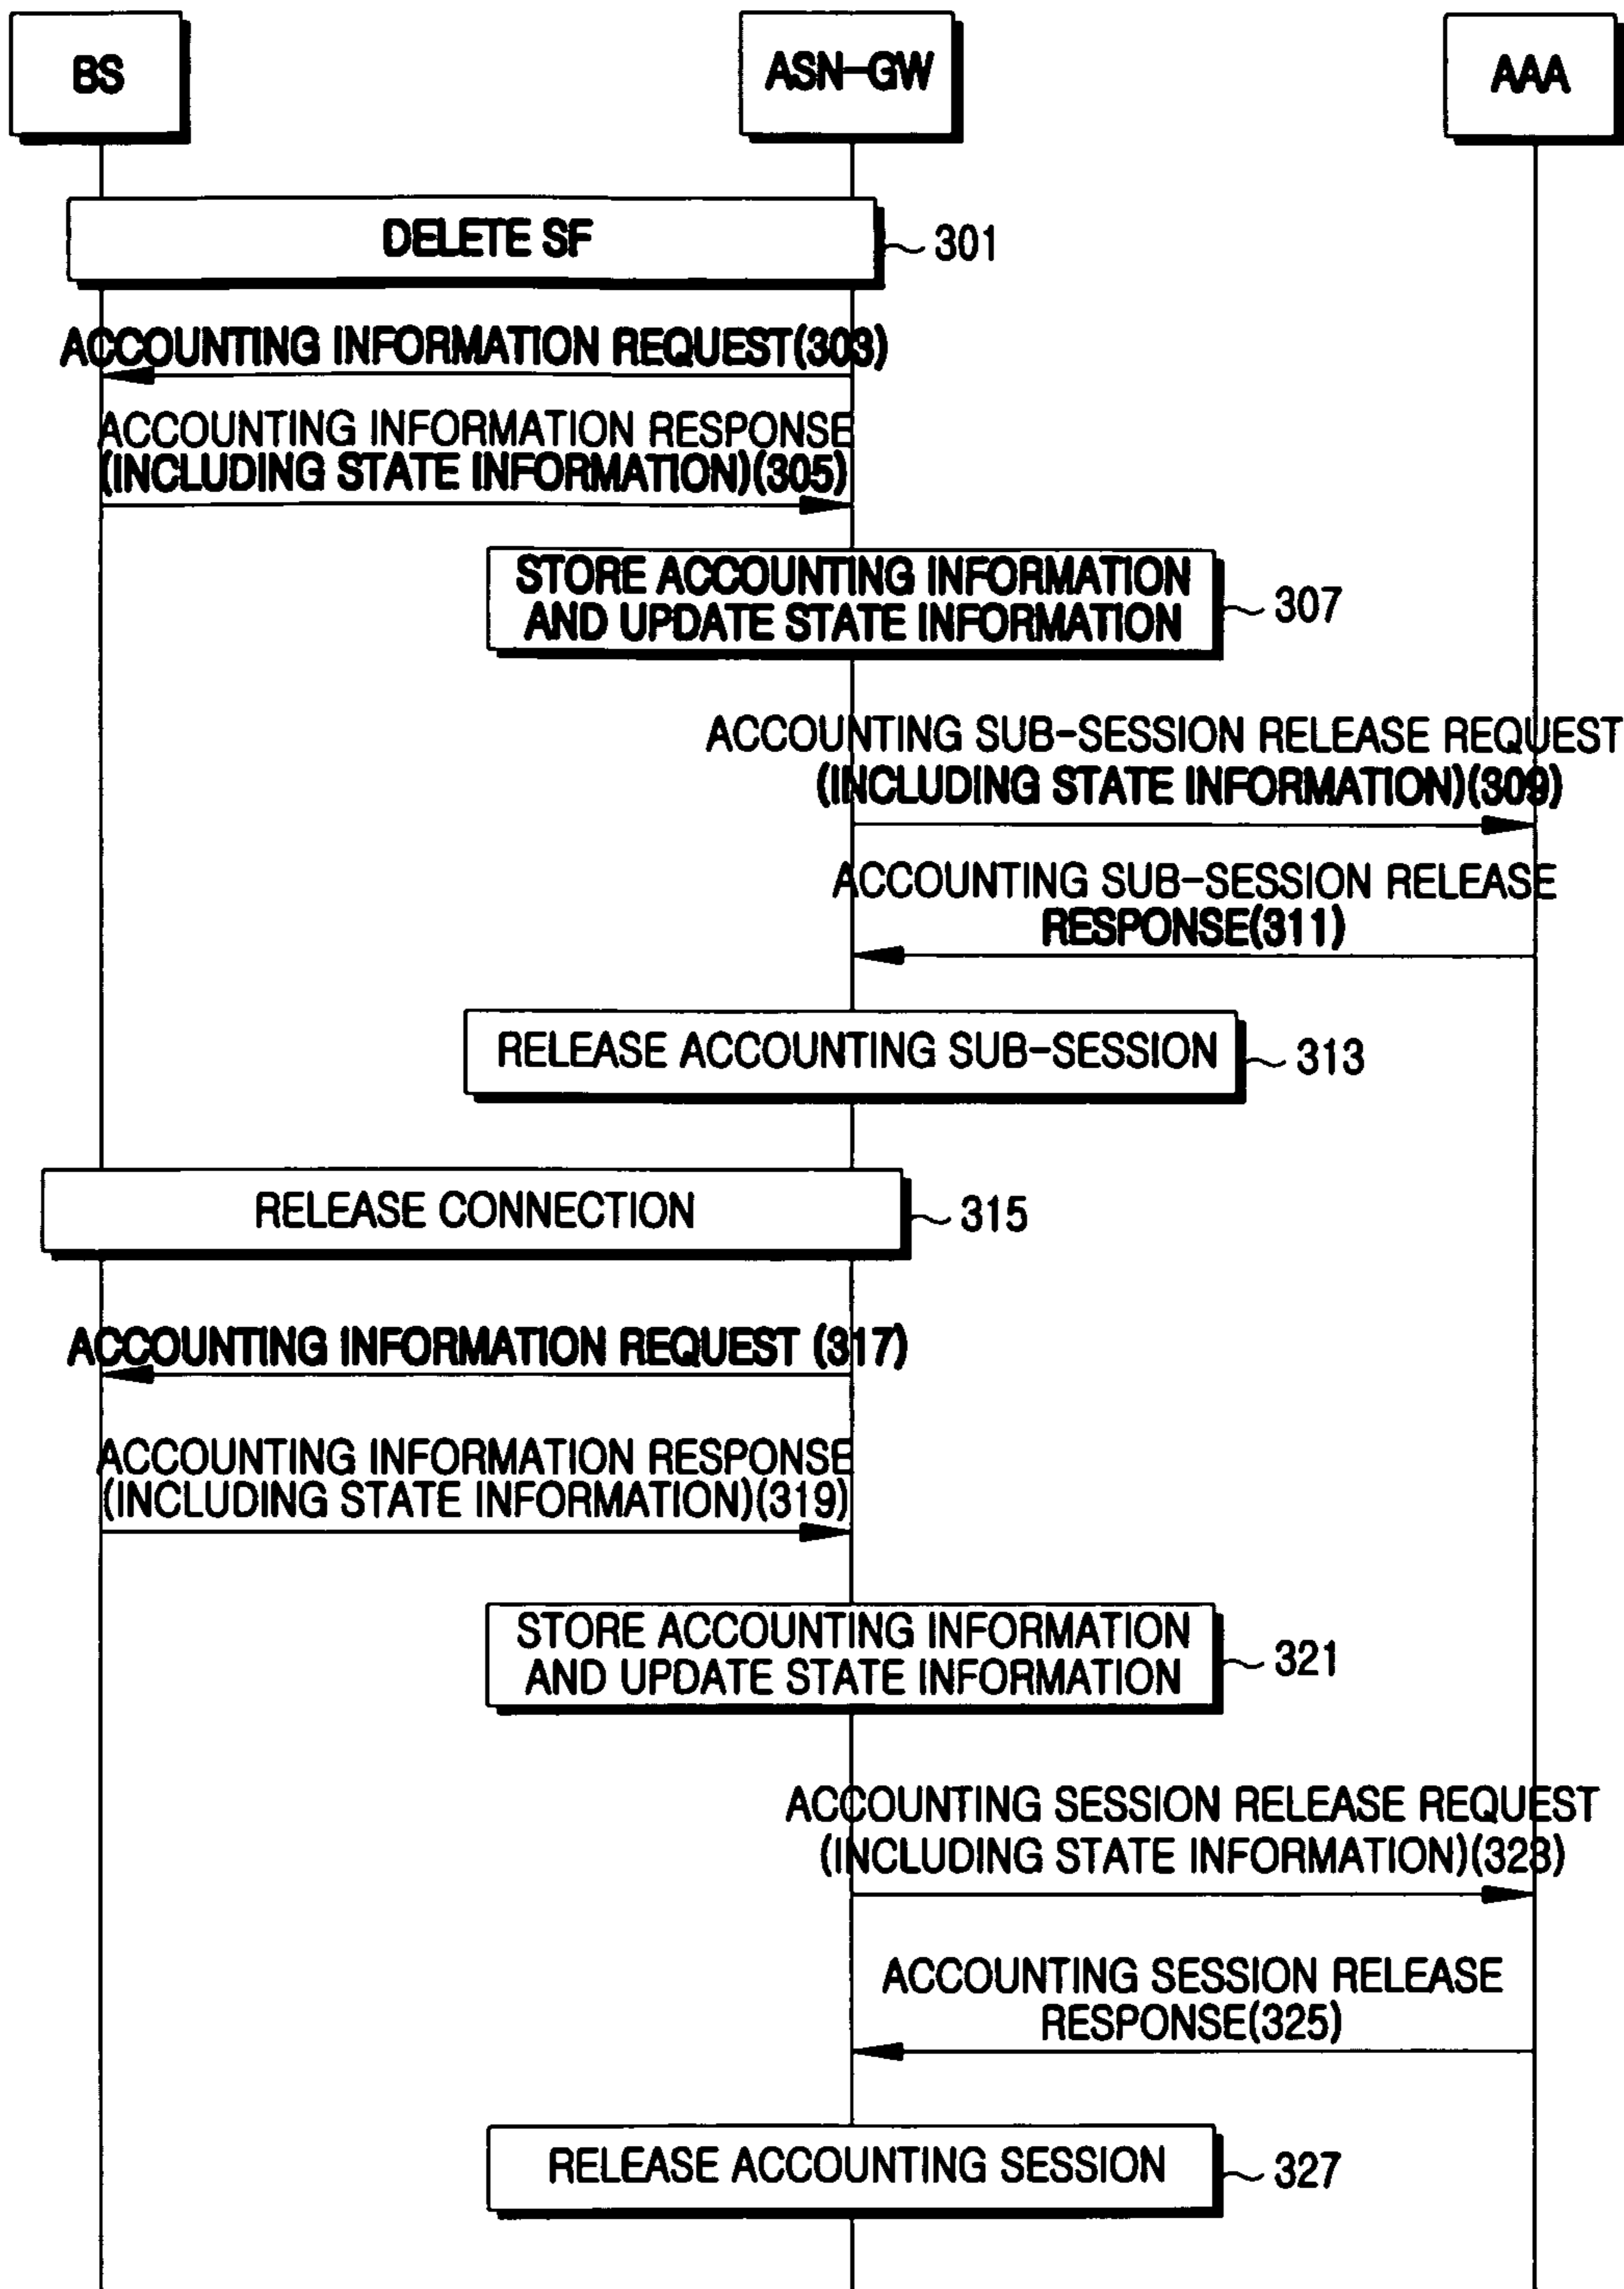 BS
ASN-GW
AAA
DELETE SF
301
ACCOUNTING INFORMATION REQUEST(303)
ACCOUNTING INFORMATION RESPONSE
(INCLUDING STATE INFORMATION)(305)
STORE ACCOUNTING INFORMATION
AND UPDATE STATE INFORMATION
307
ACCOUNTING SUB-SESSION RELEASE REQUEST
(INCLUDING STATE INFORMATION)(309)
ACCOUNTING SUB-SESSION RELEASE
RESPONSE(311)
RELEASE ACCOUNTING SUB-SESSION
313
RELEASE CONNECTION
315
ACCOUNTING INFORMATION REQUEST (317)
ACCOUNTING INFORMATION RESPONSE
(INCLUDING STATE INFORMATION)(319)
STORE ACCOUNTING INFORMATION
AND UPDATE STATE INFORMATION
321
ACCOUNTING SESSION RELEASE REQUEST
(INCLUDING STATE INFORMATION)(323)
ACCOUNTING SESSION RELEASE
RESPONSE(325)
RELEASE ACCOUNTING SESSION
327